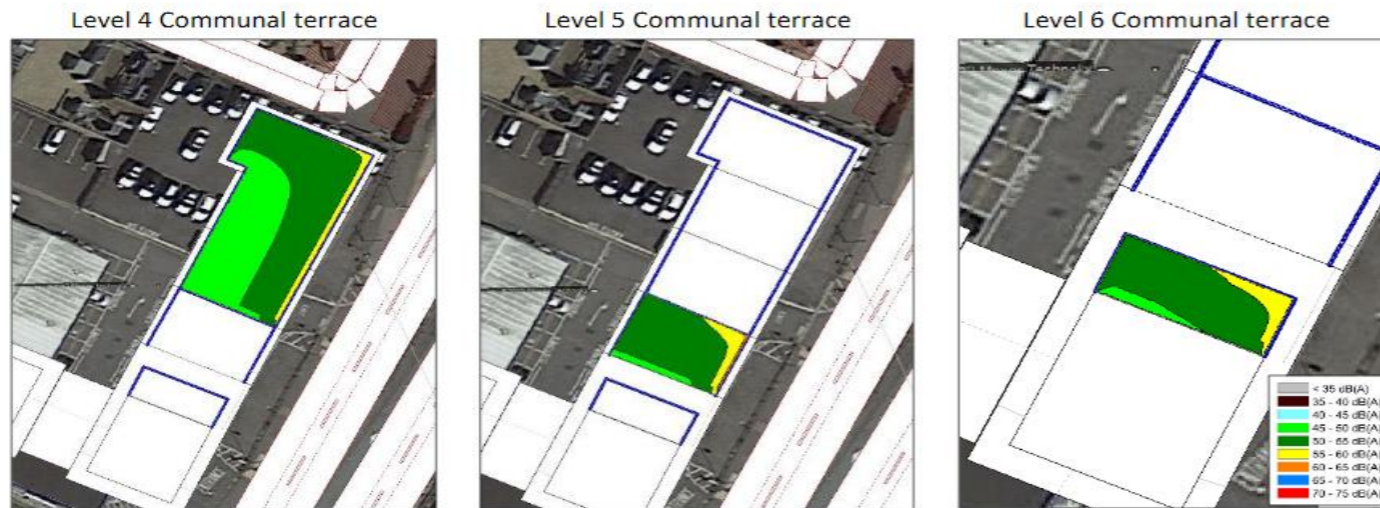 Level 4 Communal terrace
Level 5 Communal terrace
Level 6 Communal terrace
< 35 dB(A)
35 - 40 dB(A)
40 - 45 dB(A)
45 - 50 dB(A)
50 - 55 dB(A)
55 - 60 dB(A)
60 - 65 dB(A)
65 - 70 dB(A)
70 - 75 dB(A)